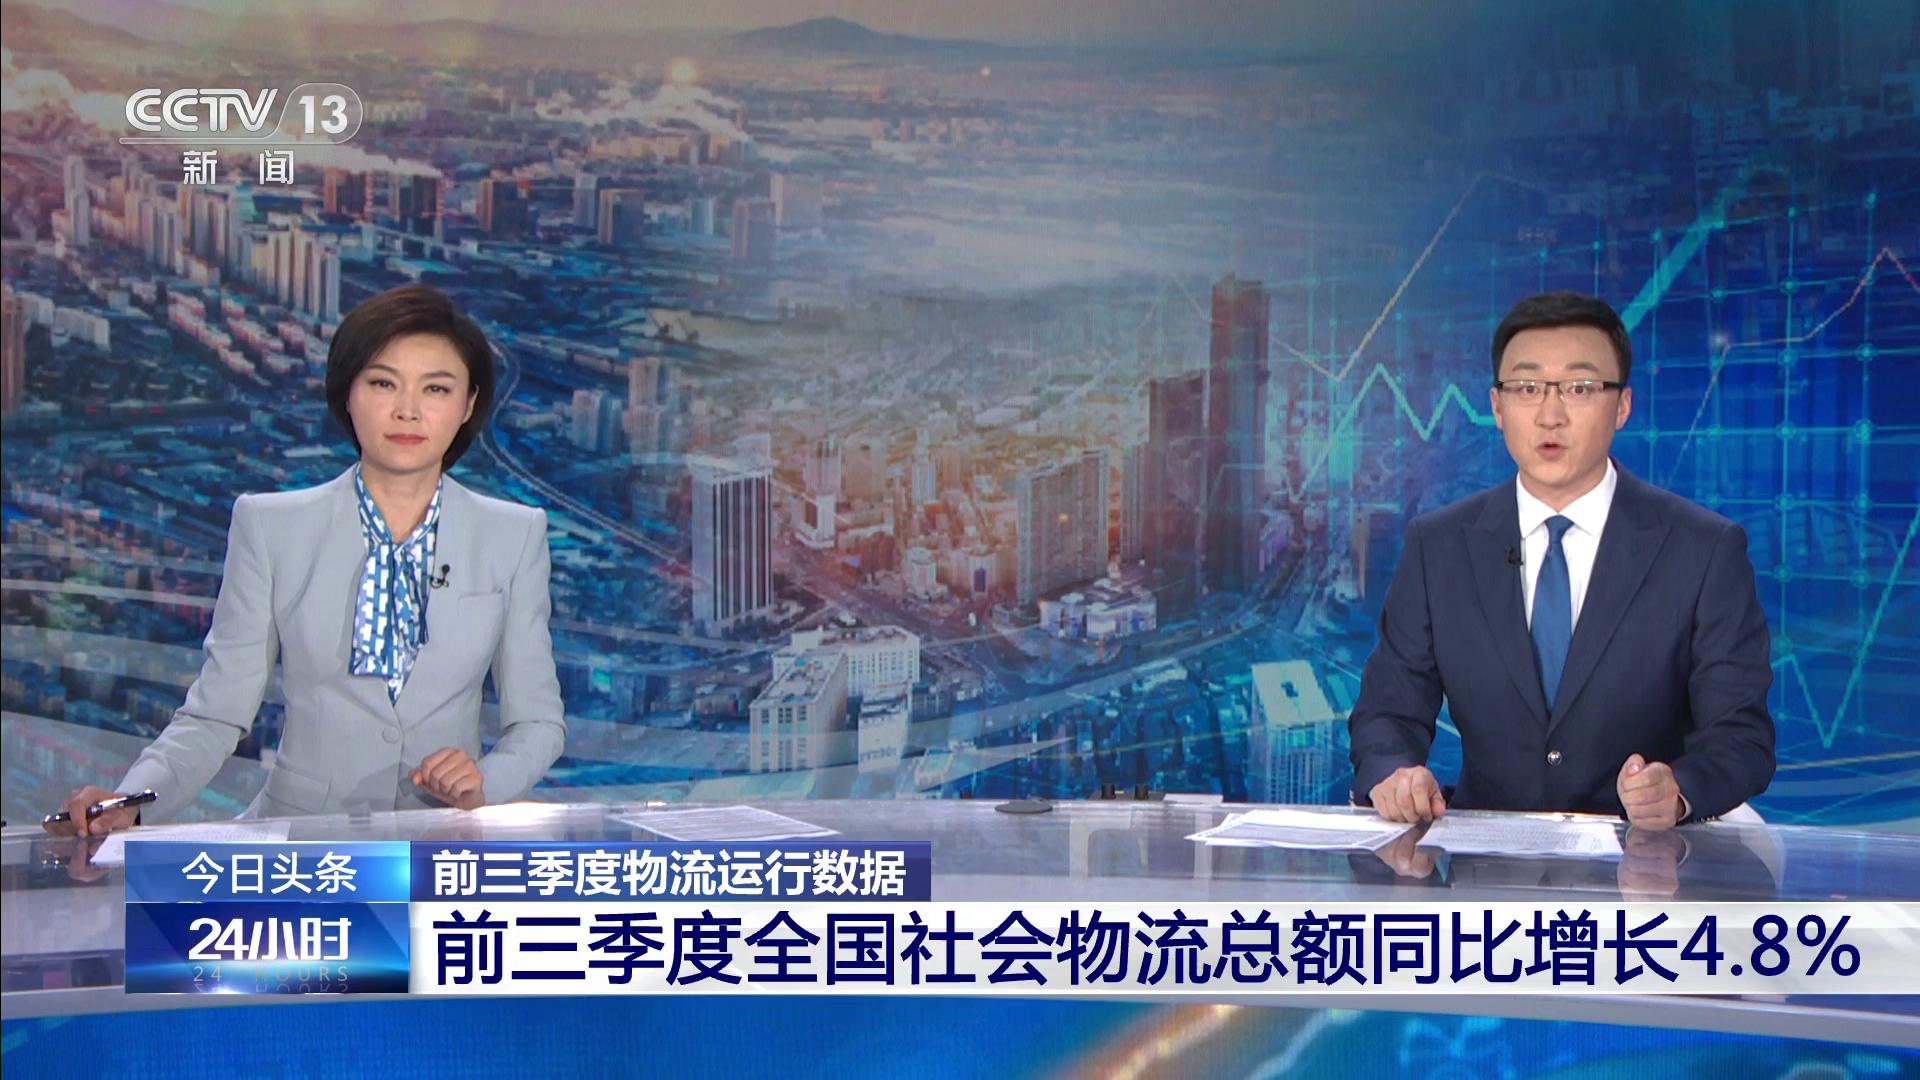 CCTV 13
新闻
今日头条
前三季度物流运行数据
24小时
24 HOURS
前三季度全国社会物流总额同比增长4.8%